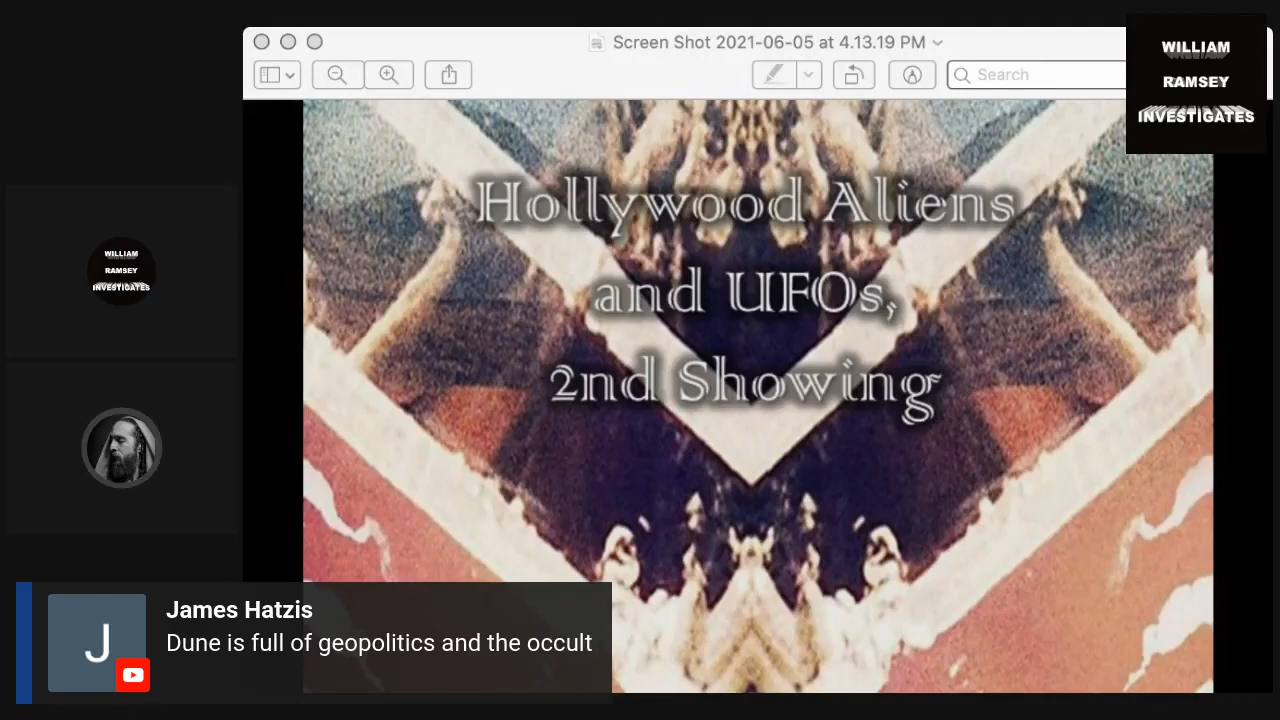 Screen Shot 2021-06-05 at 4.13.19 PM
Search
WILLIAM
RAMSEY
INVESTIGATES
Hollywood Aliens
and UFOs,
2nd Showing
WILLIAM
RAMSEY
INVESTIGATES
J
James Hatzis
Dune is full of geopolitics and the occult